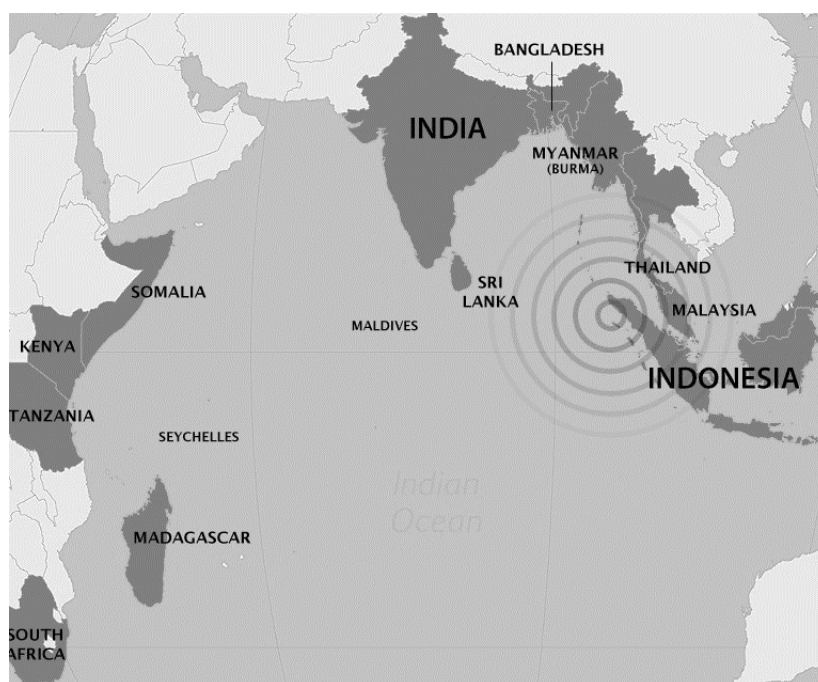 BANGLADESH
INDIA
MYANMAR
(BURMA)
THAILAND
SRI
LANKA
MALAYSIA
SOMALIA
MALDIVES
KENYA
INDONESIA
TANZANIA
SEYCHELLES
Indian
Ocean
MADAGASCAR
SOUTH
AFRICA